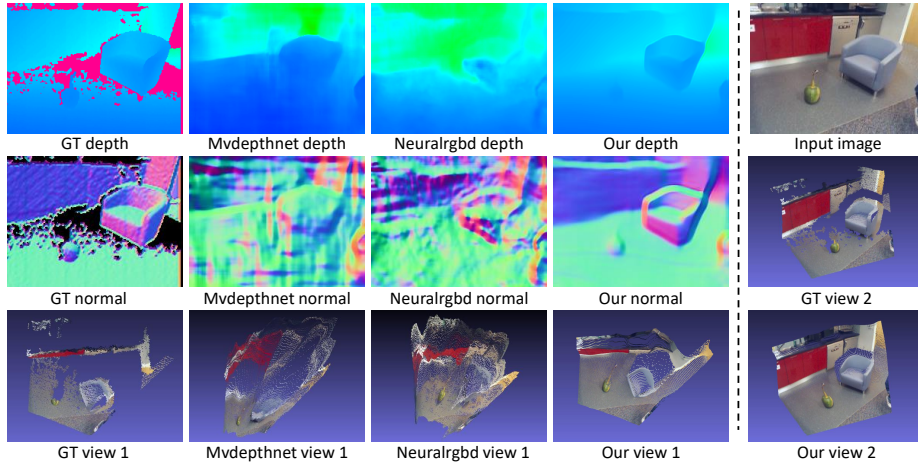 GT depth
Mvdepthnet depth
Neuralrgbd depth
Our depth
Input image
GT normal
Mvdepthnet normal
Neuralrgbd normal
Our normal
GT view 2
GT view 1
Mvdepthnet view 1
Neuralrgbd view 1
Our view 1
Our view 2